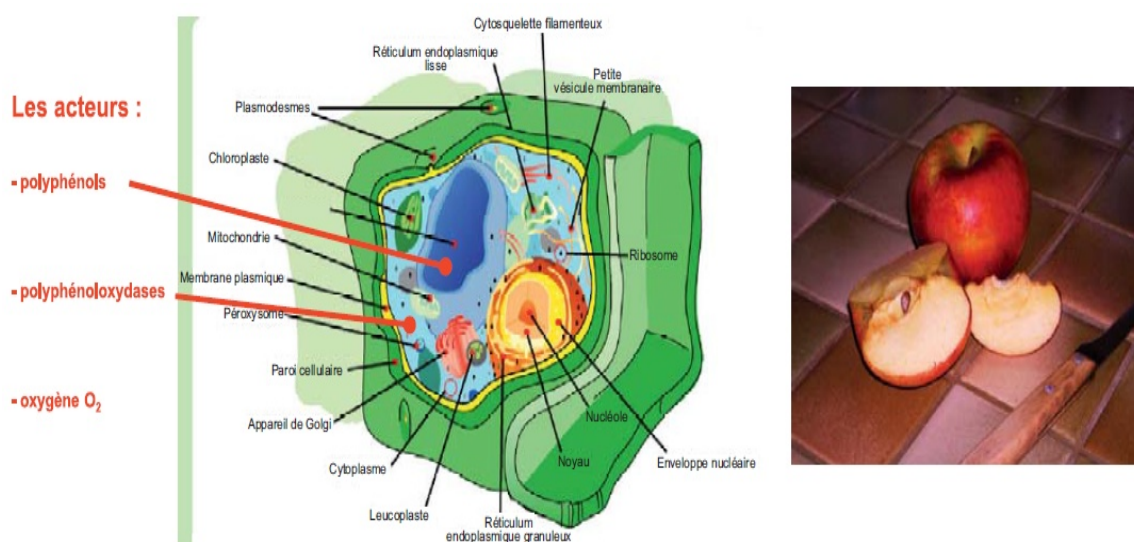 Les acteurs :
- polyphénols
- polyphénoloxydases
- oxygène O₂
Cytosquelette filamenteux
Réticulum endoplasmique
lisse
Petite
vésicule membranaire
Plasmodesmes
Chloroplaste
Mitochondrie
Membrane plasmique
Péroxysome
Paroi cellulaire
Appareil de Golgi
Cytoplasme
Leucoplaste
Réticulum
endoplasmique granuleux
Noyau
Nucléole
Enveloppe nucléaire
Ribosome